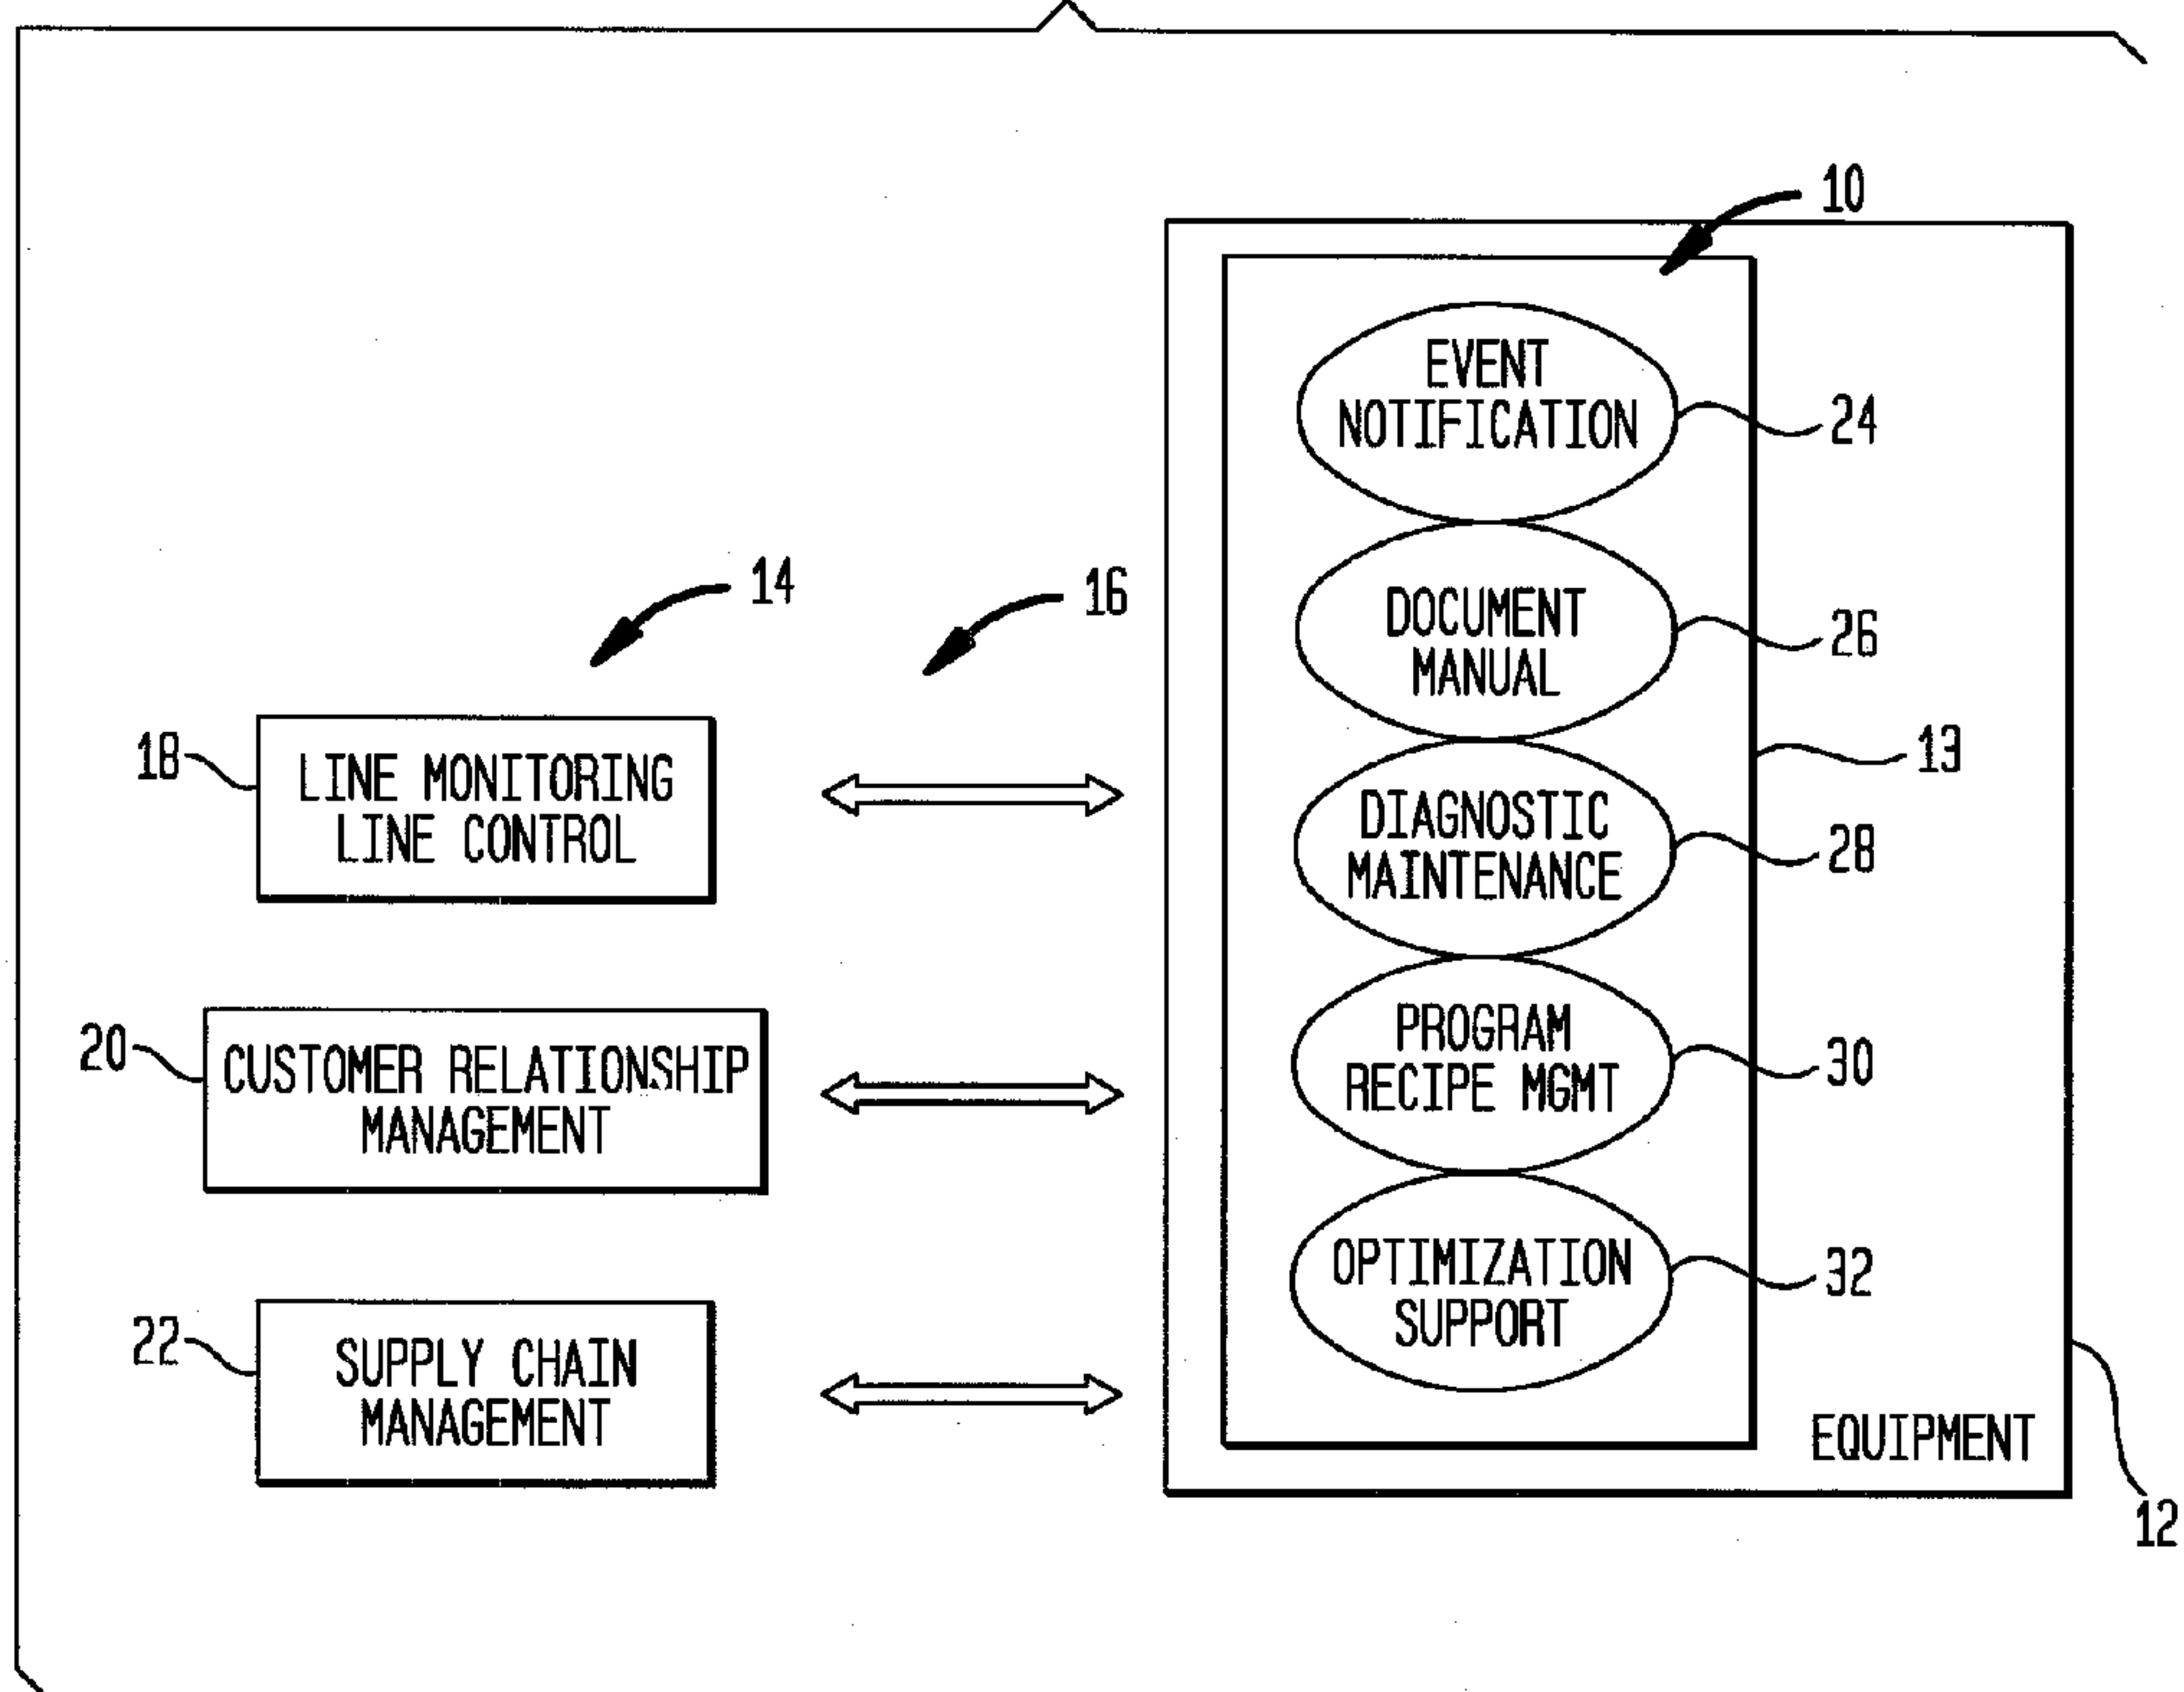 10
EVENT
NOTIFICATION
24
14
16
DOCUMENT
MANUAL
26
18
LINE MONITORING
LINE CONTROL
13
DIAGNOSTIC
MAINTENANCE
28
20
CUSTOMER RELATIONSHIP
MANAGEMENT
PROGRAM
RECIPE MGMT
30
22
SUPPLY CHAIN
MANAGEMENT
OPTIMIZATION
SUPPORT
32
EQUIPMENT
12